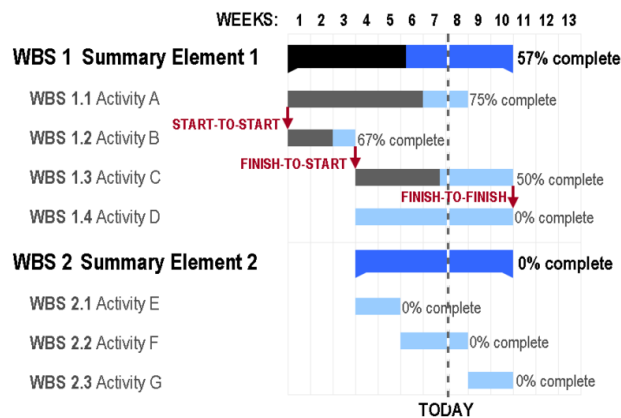 WEEKS: 1 2 3 4 5 6 7 8 9 10 11 12 13
WBS 1 Summary Element 1 57% complete
WBS 1.1 Activity A 75% complete
START-TO-START
WBS 1.2 Activity B 67% complete
FINISH-TO-START
WBS 1.3 Activity C 50% complete
FINISH-TO-FINISH
WBS 1.4 Activity D 0% complete
WBS 2 Summary Element 2 0% complete
WBS 2.1 Activity E 0% complete
WBS 2.2 Activity F 0% complete
WBS 2.3 Activity G 0% complete
TODAY